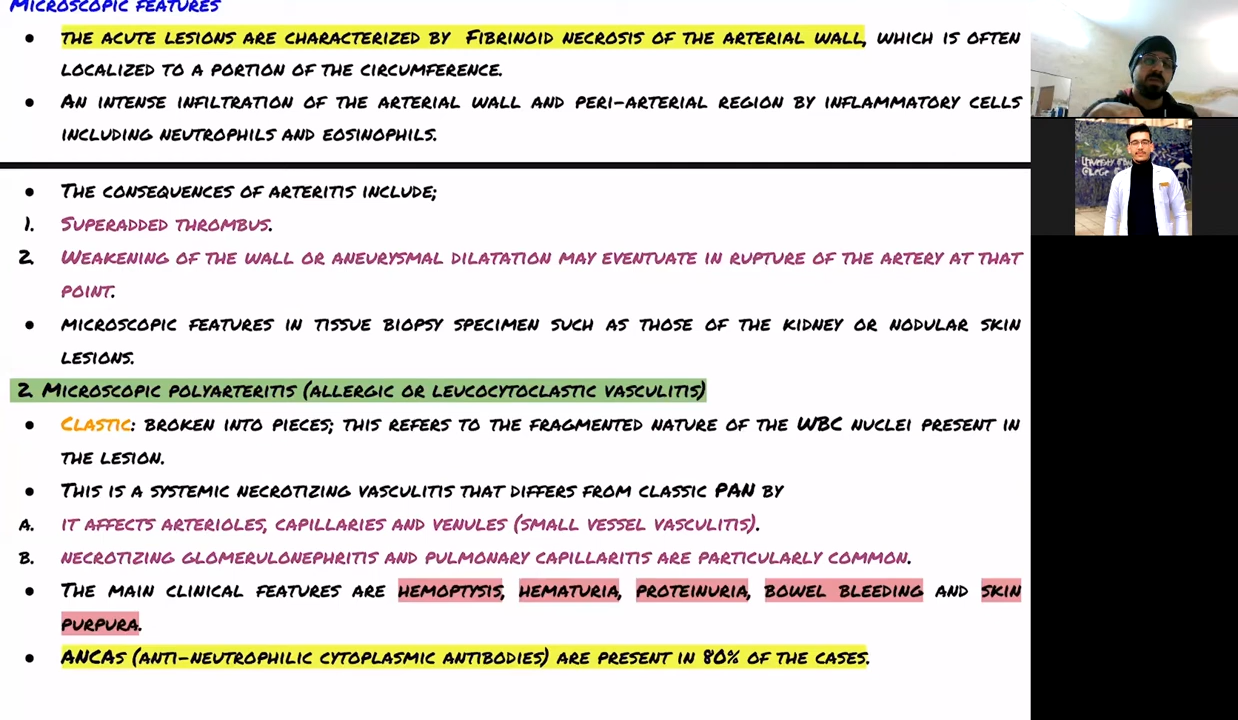 Microscopic features
• The acute lesions are characterized by Fibrinoid necrosis of the arterial wall, which is often
localized to a portion of the circumference.
• An intense infiltration of the arterial wall and peri-arterial region by inflammatory cells
including neutrophils and eosinophils.
• The consequences of arteritis include;
1. Superadded thrombus.
2. Weakening of the wall or aneurysmal dilatation may eventuate in rupture of the artery at that
point.
• microscopic features in tissue biopsy specimen such as those of the kidney or nodular skin
lesions.
2. Microscopic polyarteritis (allergic or leucocytoclastic vasculitis)
• Clastic: broken into pieces; this refers to the fragmented nature of the WBC nuclei present in
the lesion.
• This is a systemic necrotizing vasculitis that differs from classic PAN by
A. it affects arterioles, capillaries and venules (small vessel vasculitis).
B. necrotizing glomerulonephritis and pulmonary capillaritis are particularly common.
• The main clinical features are hemoptysis, hematuria, proteinuria, bowel bleeding and skin
purpura.
• ANCAs (anti-neutrophilic cytoplasmic antibodies) are present in 80% of the cases.